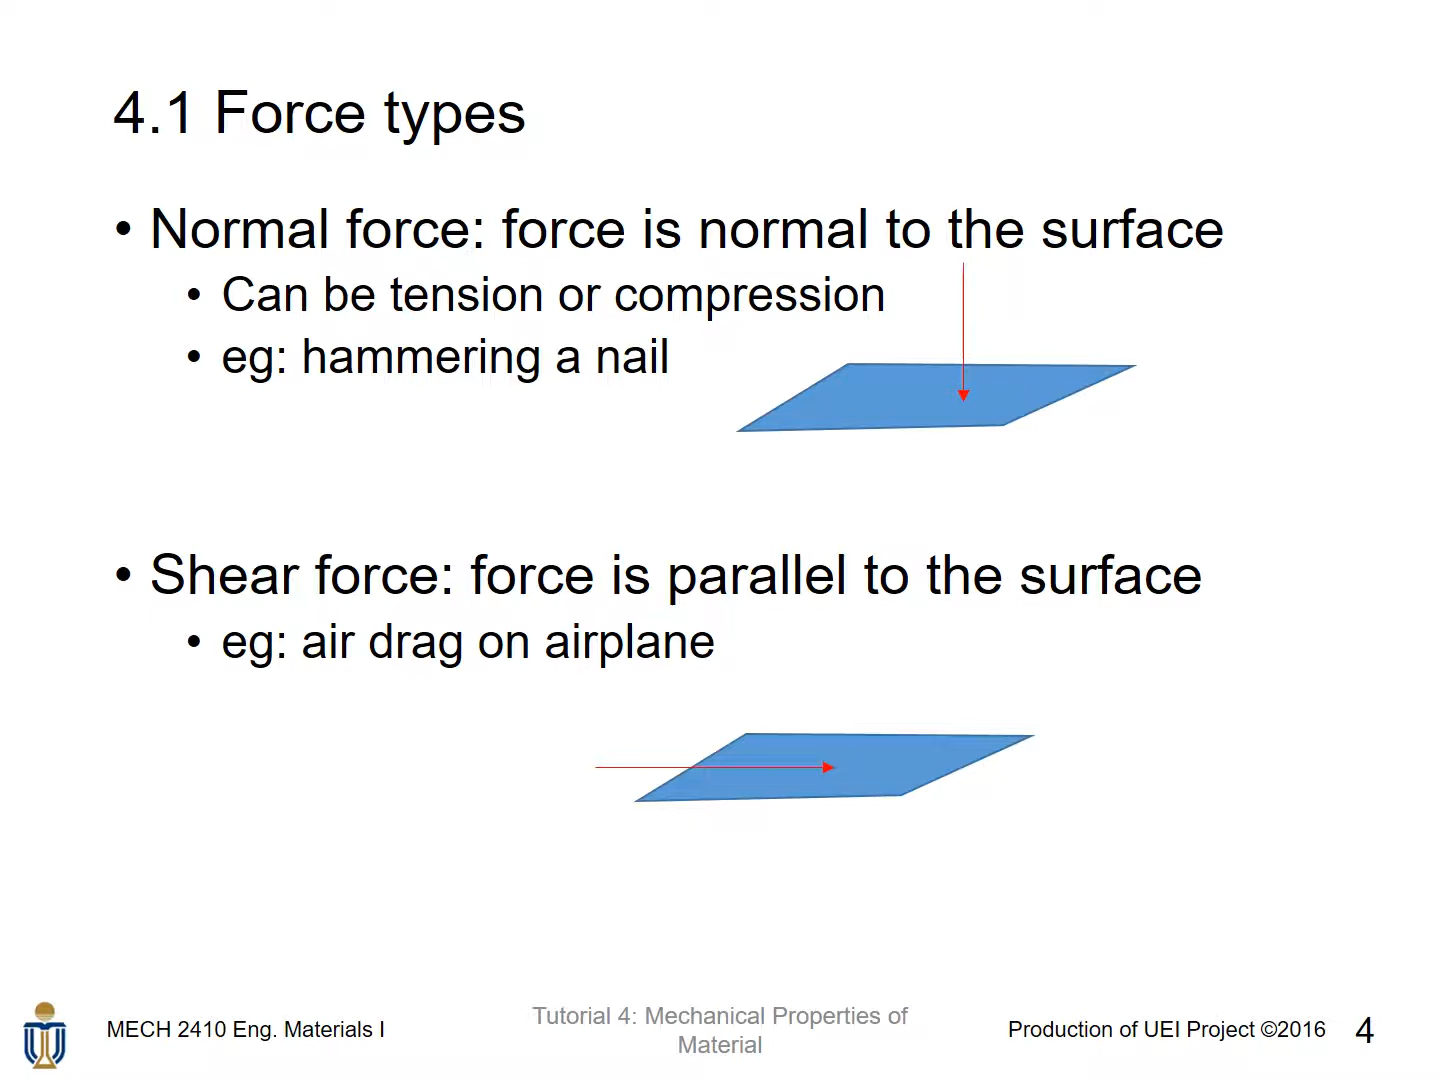 4.1 Force types
• Normal force: force is normal to the surface
• Can be tension or compression
• eg: hammering a nail
• Shear force: force is parallel to the surface
• eg: air drag on airplane
MECH 2410 Eng. Materials I
Tutorial 4: Mechanical Properties of
Material
Production of UEI Project ©2016
4